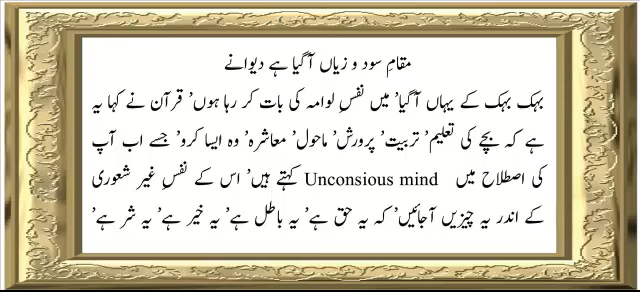 مقامِ سود و زیاں آگیا ہے دیوانے
بہک بہک کے یہاں آگیا’ میں نفسِ لوامہ کی بات کر رہا ہوں’ قرآن نے کہا یہ
ہے کہ بچے کی تعلیم’ تربیت’ پرورش’ ماحول’ معاشرہ’ وہ ایسا کرو’ جسے اب آپ
کی اصطلاح میں Unconsious mind کہتے ہیں’ اس کے نفسِ غیر شعوری
کے اندر یہ چیزیں آجائیں’ کہ یہ حق ہے’ یہ باطل ہے’ یہ خیر ہے’ یہ شر ہے’